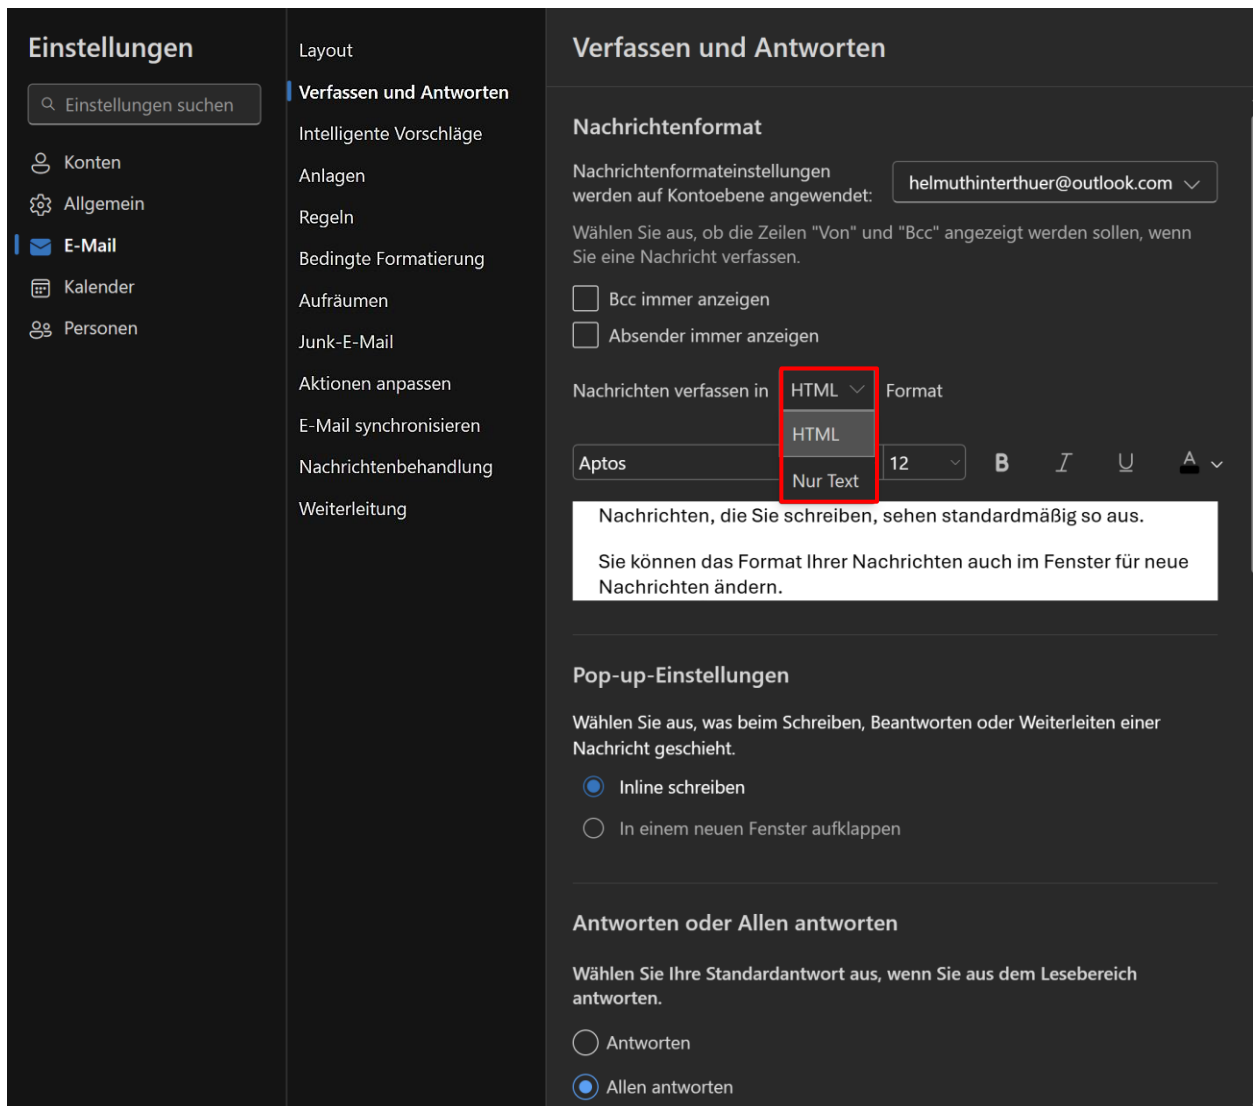 Einstellungen
Einstellungen suchen
Konten
Allgemein
E-Mail
Kalender
Personen
Layout
Verfassen und Antworten
Intelligente Vorschläge
Anlagen
Regeln
Bedingte Formatierung
Aufräumen
Junk-E-Mail
Aktionen anpassen
E-Mail synchronisieren
Nachrichtenbehandlung
Weiterleitung
Verfassen und Antworten
Nachrichtenformat
Nachrichtenformateinstellungen
werden auf Kontoebene angewendet:
helmuthinterthuer@outlook.com
Wählen Sie aus, ob die Zeilen "Von" und "Bcc" angezeigt werden sollen, wenn
Sie eine Nachricht verfassen.
Bcc immer anzeigen
Absender immer anzeigen
Nachrichten verfassen in HTML Format
HTML
Nur Text
Aptos 12 B I U A
Nachrichten, die Sie schreiben, sehen standardmäßig so aus.
Sie können das Format Ihrer Nachrichten auch im Fenster für neue
Nachrichten ändern.
Pop-up-Einstellungen
Wählen Sie aus, was beim Schreiben, Beantworten oder Weiterleiten einer
Nachricht geschieht.
Inline schreiben
In einem neuen Fenster aufklappen
Antworten oder Allen antworten
Wählen Sie Ihre Standardantwort aus, wenn Sie aus dem Lesebereich
antworten.
Antworten
Allen antworten